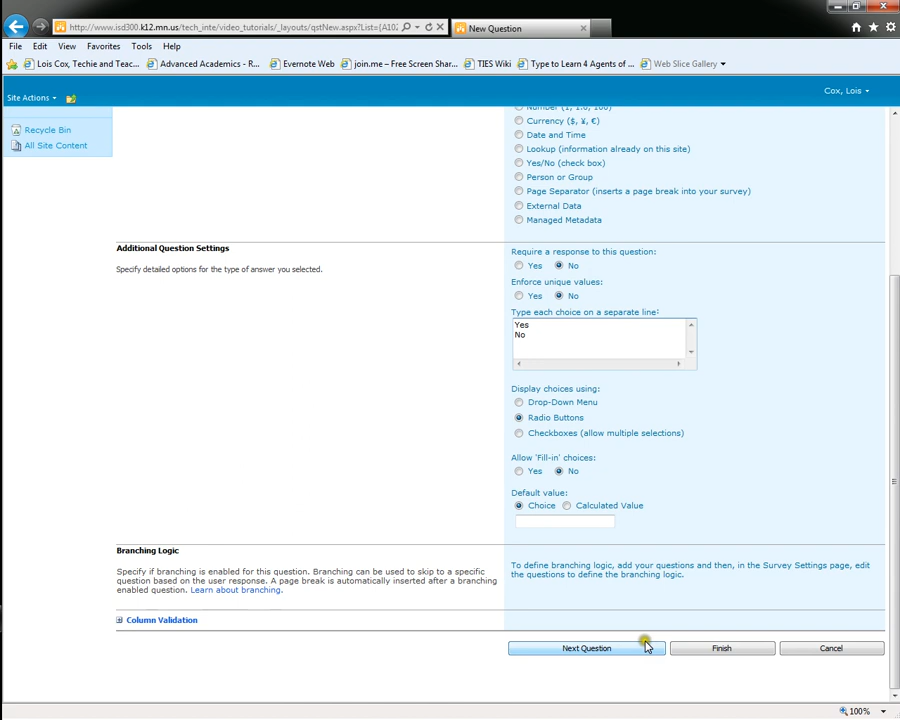 http://www.isd300.k12.mn.us/tech_inte/video_tutorials/_layouts/qstNew.aspx?List={A102
New Question
File Edit View Favorites Tools Help
Lois Cox, Techie and Teac... Advanced Academics - R... Evernote Web join.me – Free Screen Shar... TIES Wiki Type to Learn 4 Agents of ... Web Slice Gallery
Site Actions
Cox, Lois
Recycle Bin
All Site Content
Number (1, 1.0, 100)
Currency ($, ¥, €)
Date and Time
Lookup (information already on this site)
Yes/No (check box)
Person or Group
Page Separator (inserts a page break into your survey)
External Data
Managed Metadata
Additional Question Settings
Specify detailed options for the type of answer you selected.
Require a response to this question:
Yes No
Enforce unique values:
Yes No
Type each choice on a separate line:
Yes
No
Display choices using:
Drop-Down Menu
Radio Buttons
Checkboxes (allow multiple selections)
Allow 'Fill-in' choices:
Yes No
Default value:
Choice Calculated Value
Branching Logic
Specify if branching is enabled for this question. Branching can be used to skip to a specific
question based on the user response. A page break is automatically inserted after a branching
enabled question. Learn about branching.
To define branching logic, add your questions and then, in the Survey Settings page, edit
the questions to define the branching logic.
Column Validation
Next Question Finish Cancel
100%